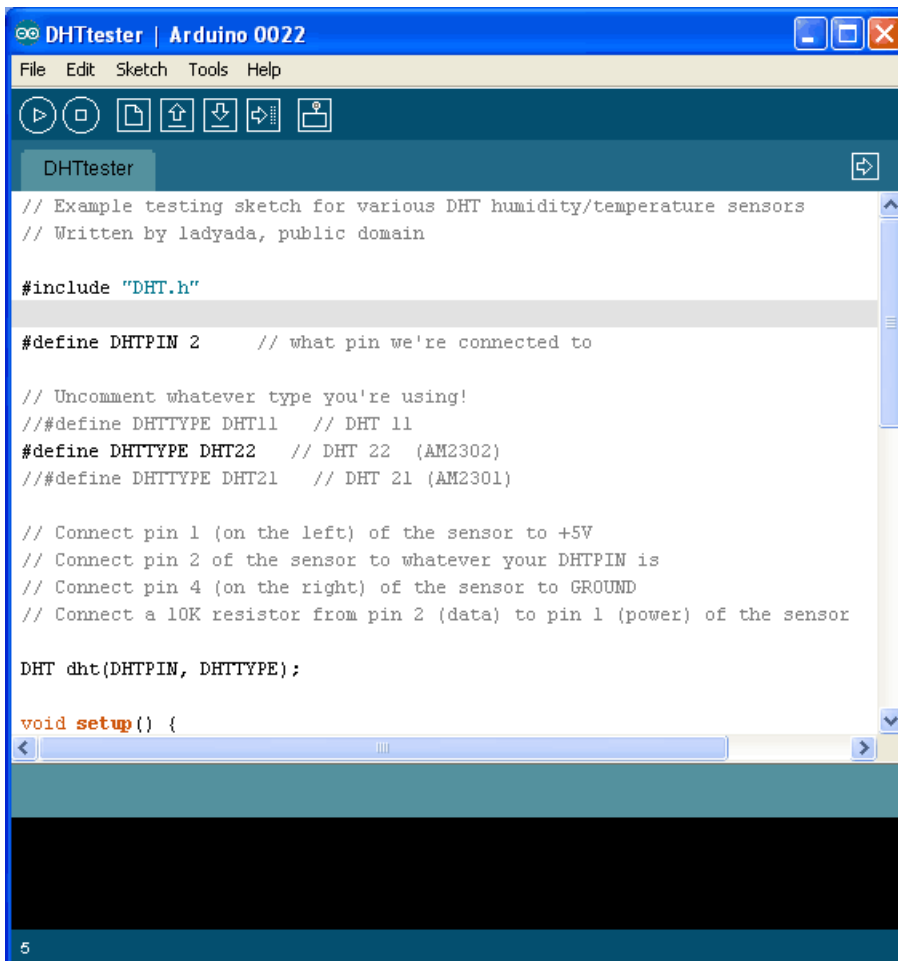 DHTtester | Arduino 0022
File Edit Sketch Tools Help
DHTtester
// Example testing sketch for various DHT humidity/temperature sensors
// Written by ladyada, public domain
#include "DHT.h"
#define DHTPIN 2     // what pin we're connected to
// Uncomment whatever type you're using!
//#define DHTTYPE DHT11   // DHT 11
#define DHTTYPE DHT22   // DHT 22  (AM2302)
//#define DHTTYPE DHT21   // DHT 21 (AM2301)
// Connect pin 1 (on the left) of the sensor to +5V
// Connect pin 2 of the sensor to whatever your DHTPIN is
// Connect pin 4 (on the right) of the sensor to GROUND
// Connect a 10K resistor from pin 2 (data) to pin 1 (power) of the sensor
DHT dht(DHTPIN, DHTTYPE);
void setup() {
5